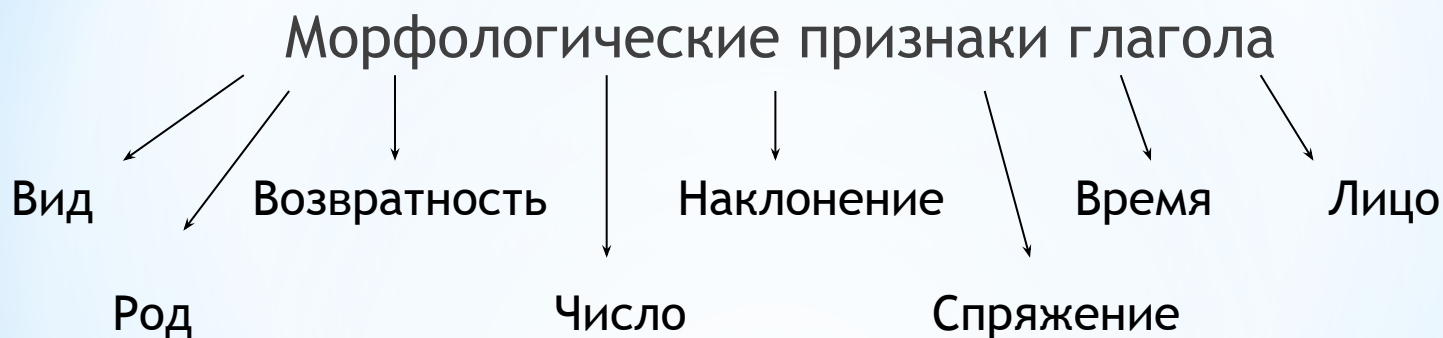 Морфологические признаки глагола
Вид Возвратность Наклонение Время Лицо
Род Число Спряжение